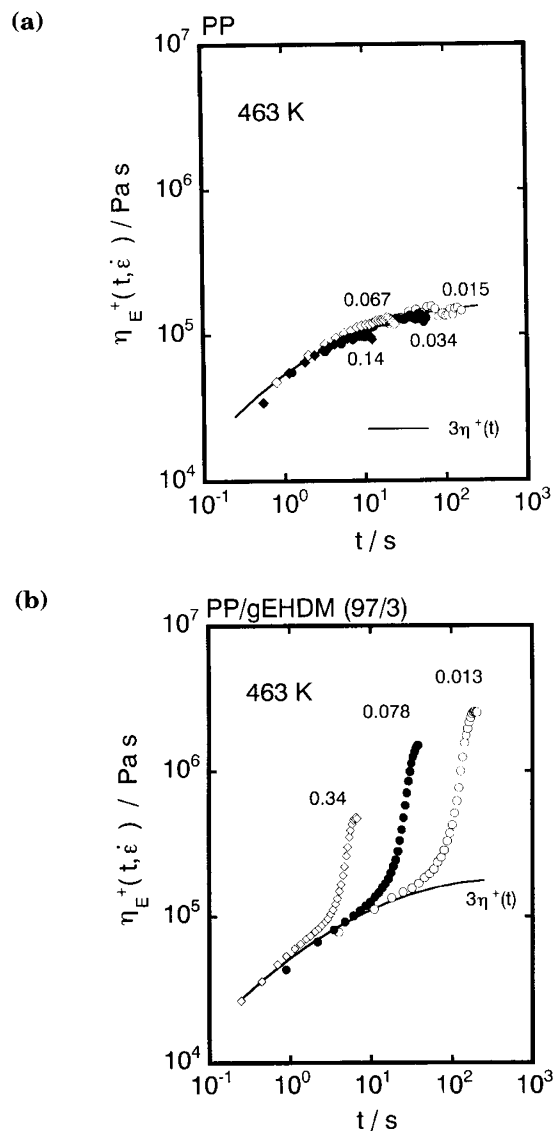 (a)
PP
10⁷
463 K
10⁶
η_E⁺(t,ε̇) / Pa s
0.067
0.015
10⁵
0.14
0.034
3η⁺(t)
10⁴
10⁻¹ 10⁰ 10¹ 10² 10³
t / s
(b)
PP/gEHDM (97/3)
10⁷
463 K
0.013
0.078
10⁶
0.34
η_E⁺(t,ε̇) / Pa s
10⁵
3η⁺(t)
10⁴
10⁻¹ 10⁰ 10¹ 10² 10³
t / s